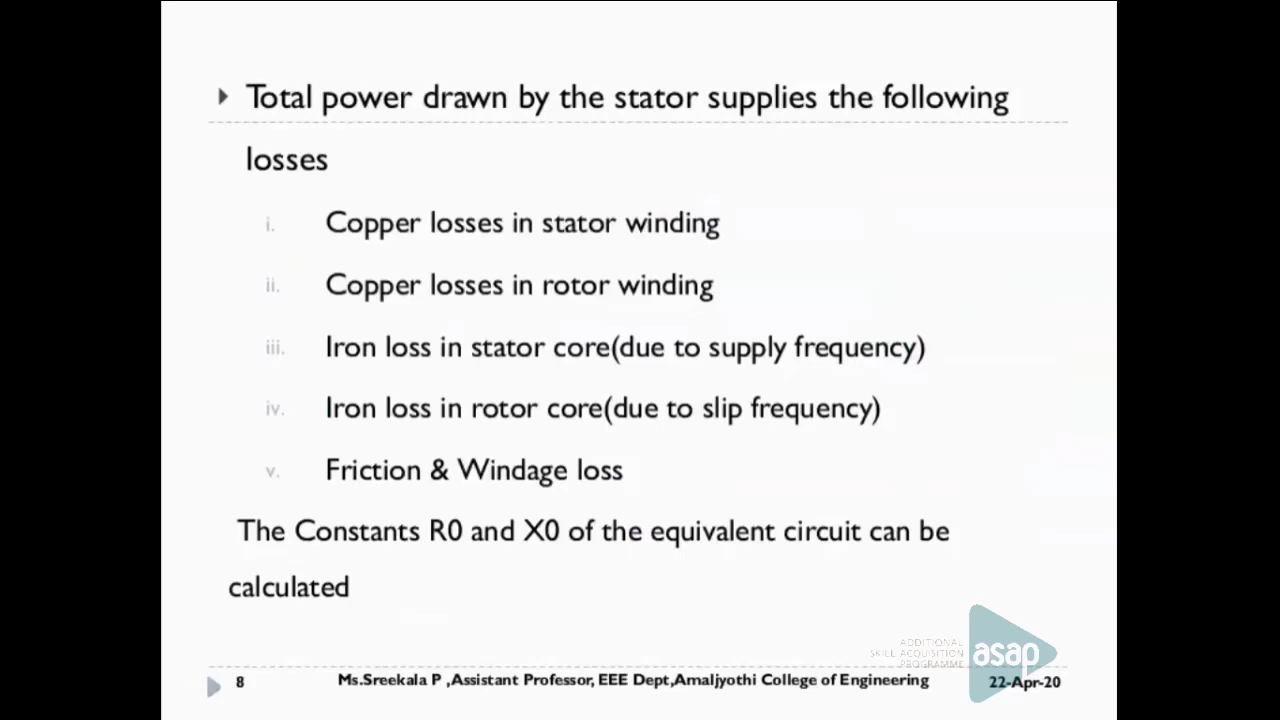 Total power drawn by the stator supplies the following
losses
i. Copper losses in stator winding
ii. Copper losses in rotor winding
iii. Iron loss in stator core(due to supply frequency)
iv. Iron loss in rotor core(due to slip frequency)
v. Friction & Windage loss
The Constants R0 and X0 of the equivalent circuit can be
calculated
ADDITIONAL
SKILL ACQUISITION
PROGRAMME
asap
8 Ms.Sreekala P ,Assistant Professor, EEE Dept,Amaljyothi College of Engineering 22-Apr-20